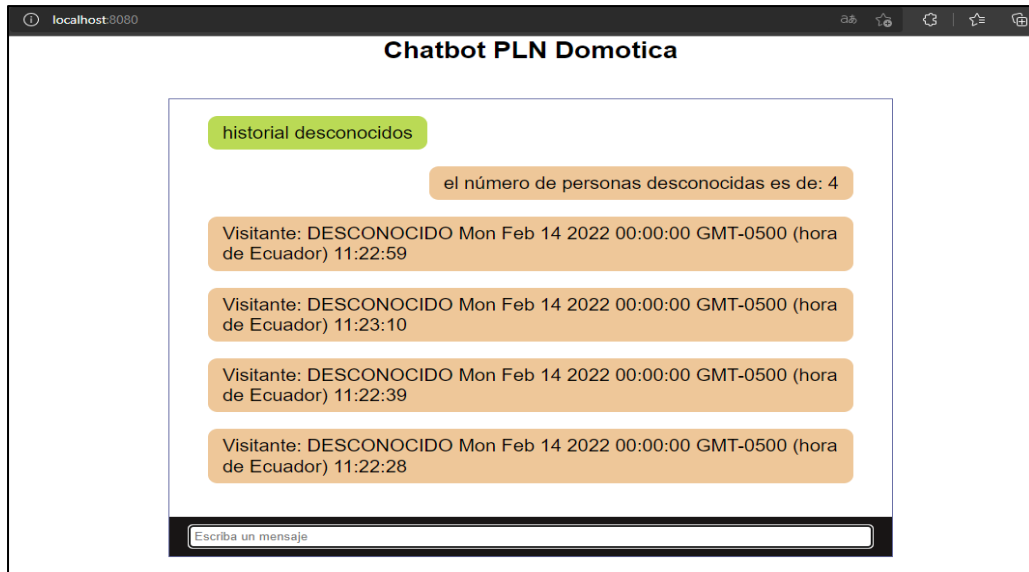 localhost:8080
Chatbot PLN Domotica
historial desconocidos
el número de personas desconocidas es de: 4
Visitante: DESCONOCIDO Mon Feb 14 2022 00:00:00 GMT-0500 (hora
de Ecuador) 11:22:59
Visitante: DESCONOCIDO Mon Feb 14 2022 00:00:00 GMT-0500 (hora
de Ecuador) 11:23:10
Visitante: DESCONOCIDO Mon Feb 14 2022 00:00:00 GMT-0500 (hora
de Ecuador) 11:22:39
Visitante: DESCONOCIDO Mon Feb 14 2022 00:00:00 GMT-0500 (hora
de Ecuador) 11:22:28
Escriba un mensaje